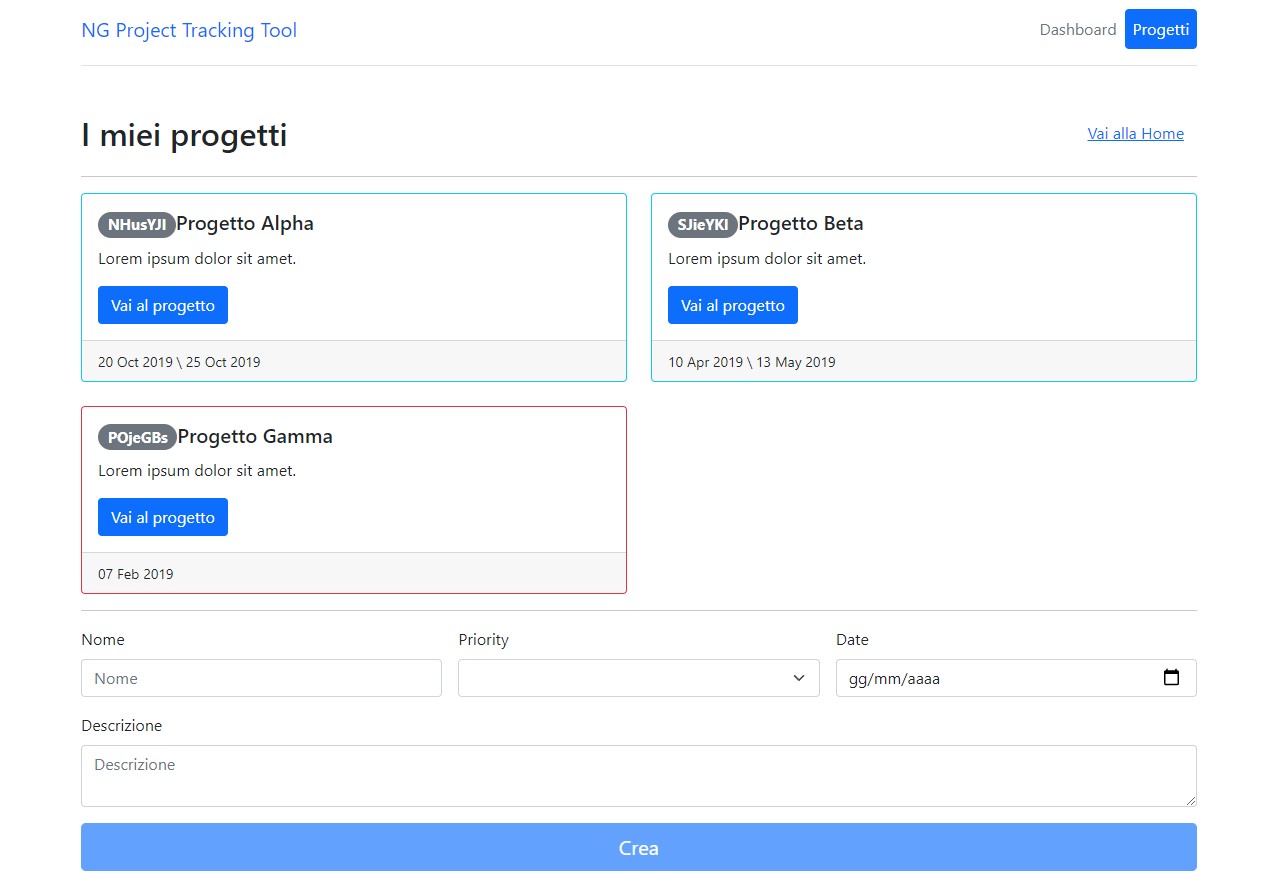 NG Project Tracking Tool
Dashboard Progetti
I miei progetti
Vai alla Home
NHusYJI Progetto Alpha
Lorem ipsum dolor sit amet.
Vai al progetto
20 Oct 2019 \ 25 Oct 2019
SJieYKl Progetto Beta
Lorem ipsum dolor sit amet.
Vai al progetto
10 Apr 2019 \ 13 May 2019
POjeGBs Progetto Gamma
Lorem ipsum dolor sit amet.
Vai al progetto
07 Feb 2019
Nome
Nome
Priority
Date
gg/mm/aaaa
Descrizione
Descrizione
Crea